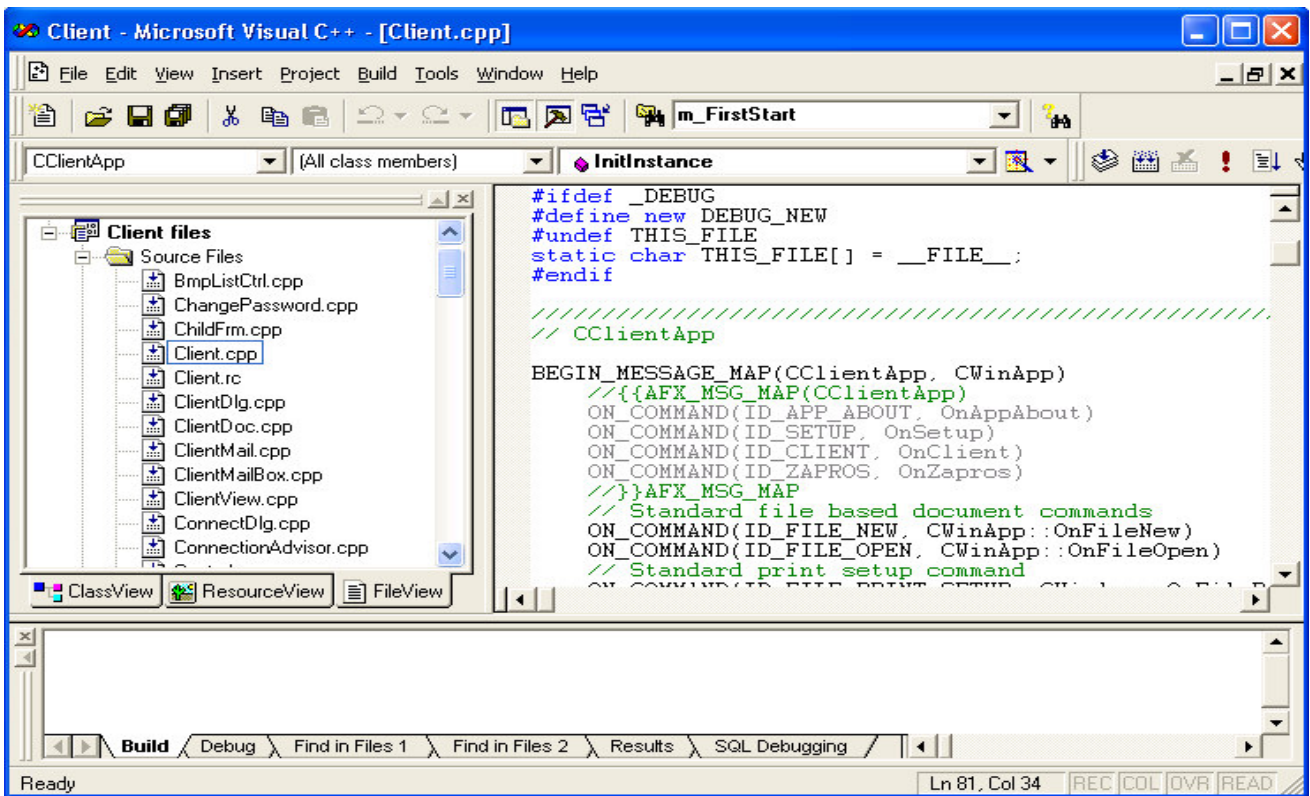 Client - Microsoft Visual C++ - [Client.cpp]
File Edit View Insert Project Build Tools Window Help
m_FirstStart
CClientApp (All class members) InitInstance
Client files
Source Files
BmpListCtrl.cpp
ChangePassword.cpp
ChildFrm.cpp
Client.cpp
Client.rc
ClientDlg.cpp
ClientDoc.cpp
ClientMail.cpp
ClientMailBox.cpp
ClientView.cpp
ConnectDlg.cpp
ConnectionAdvisor.cpp
ClassView ResourceView FileView
#ifdef _DEBUG
#define new DEBUG_NEW
#undef THIS_FILE
static char THIS_FILE[] = __FILE__;
#endif
// CClientApp
BEGIN_MESSAGE_MAP(CClientApp, CWinApp)
//{{AFX_MSG_MAP(CClientApp)
ON_COMMAND(ID_APP_ABOUT, OnAppAbout)
ON_COMMAND(ID_SETUP, OnSetup)
ON_COMMAND(ID_CLIENT, OnClient)
ON_COMMAND(ID_ZAPROS, OnZapros)
//}}AFX_MSG_MAP
// Standard file based document commands
ON_COMMAND(ID_FILE_NEW, CWinApp::OnFileNew)
ON_COMMAND(ID_FILE_OPEN, CWinApp::OnFileOpen)
// Standard print setup command
Build Debug Find in Files 1 Find in Files 2 Results SQL Debugging
Ready Ln 81, Col 34 REC COL OVR READ